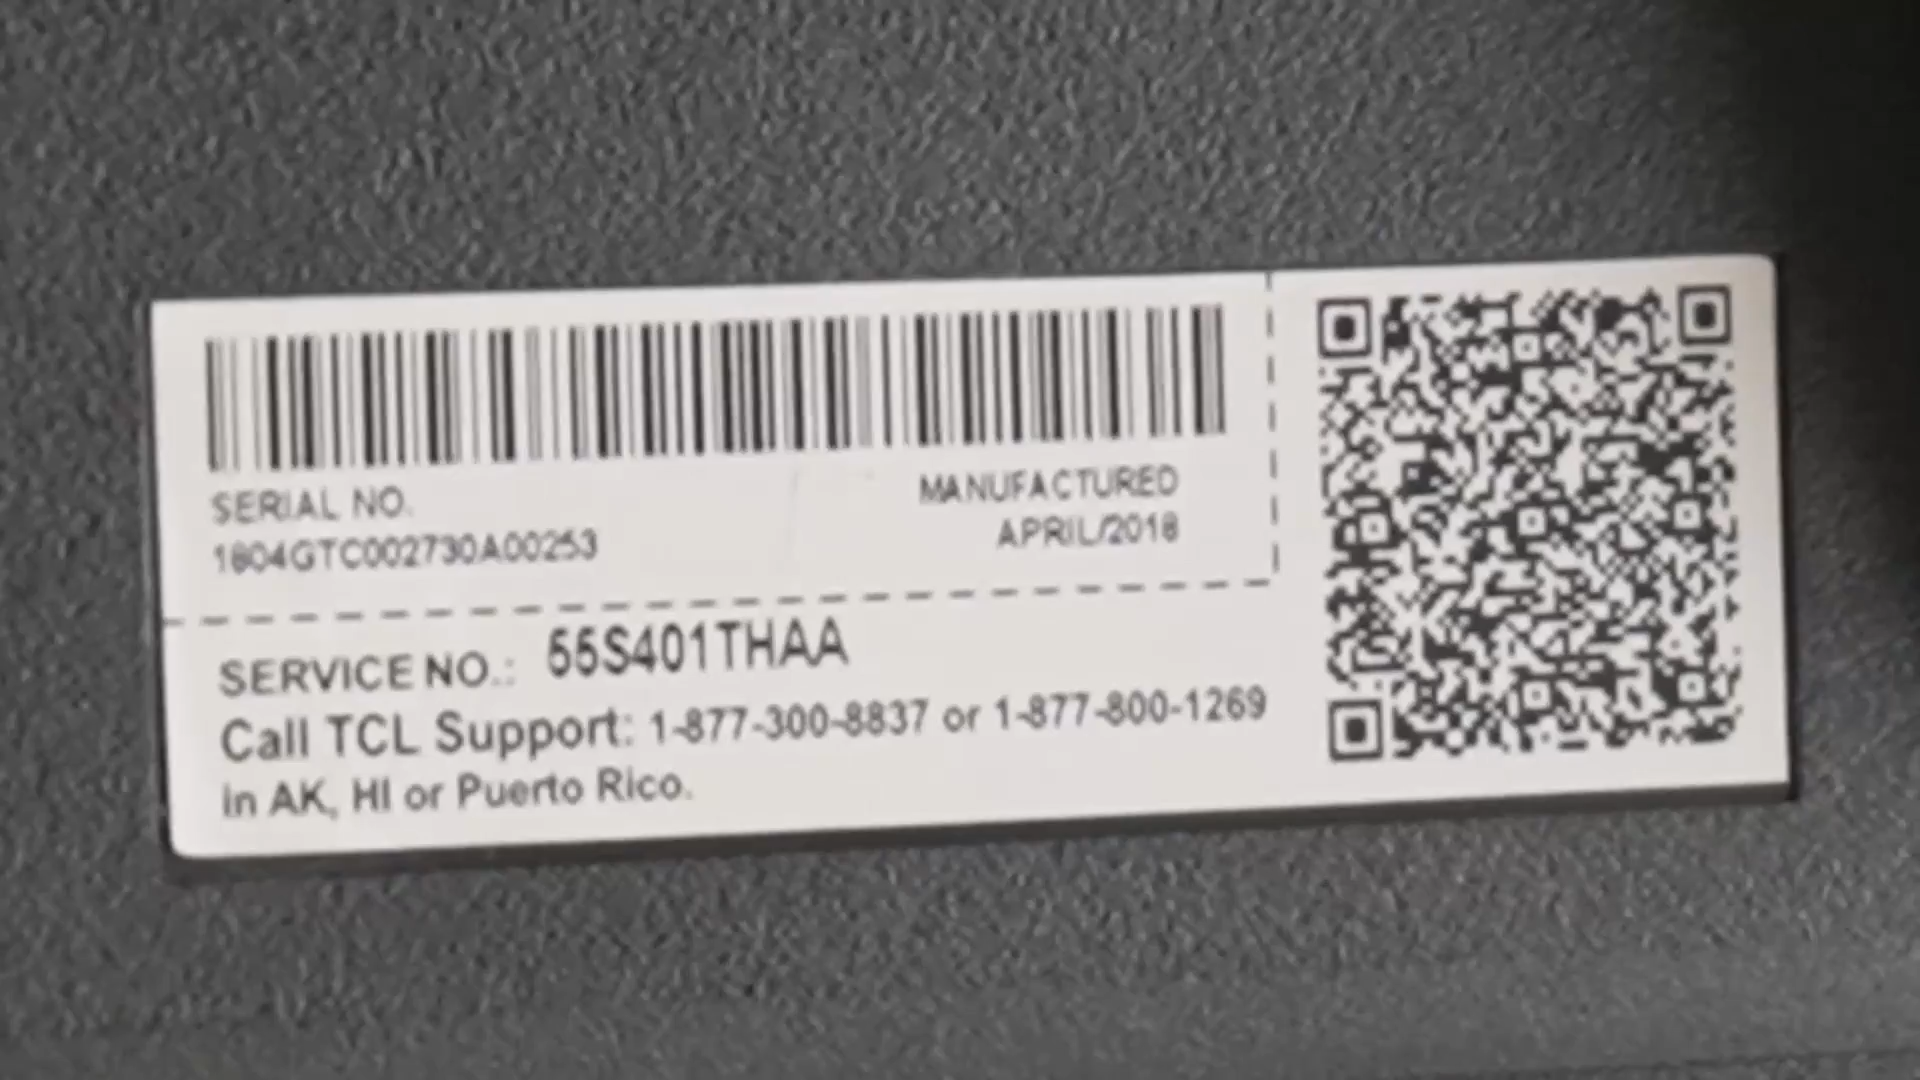 SERIAL NO.
1804GTC002730A00253
MANUFACTURED
APRIL/2018
SERVICE NO.: 55S401THAA
Call TCL Support: 1-877-300-8837 or 1-877-800-1269
in AK, HI or Puerto Rico.